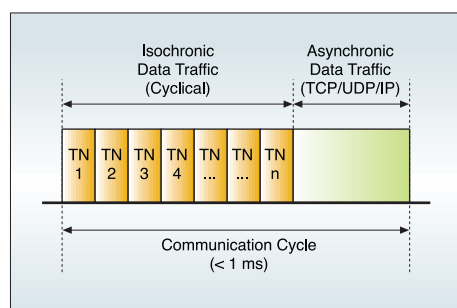 Isochronic
Data Traffic
(Cyclical)
Asynchronic
Data Traffic
(TCP/UDP/IP)
TN TN TN TN TN TN TN
1 2 3 4 ... ... n
Communication Cycle
(< 1 ms)